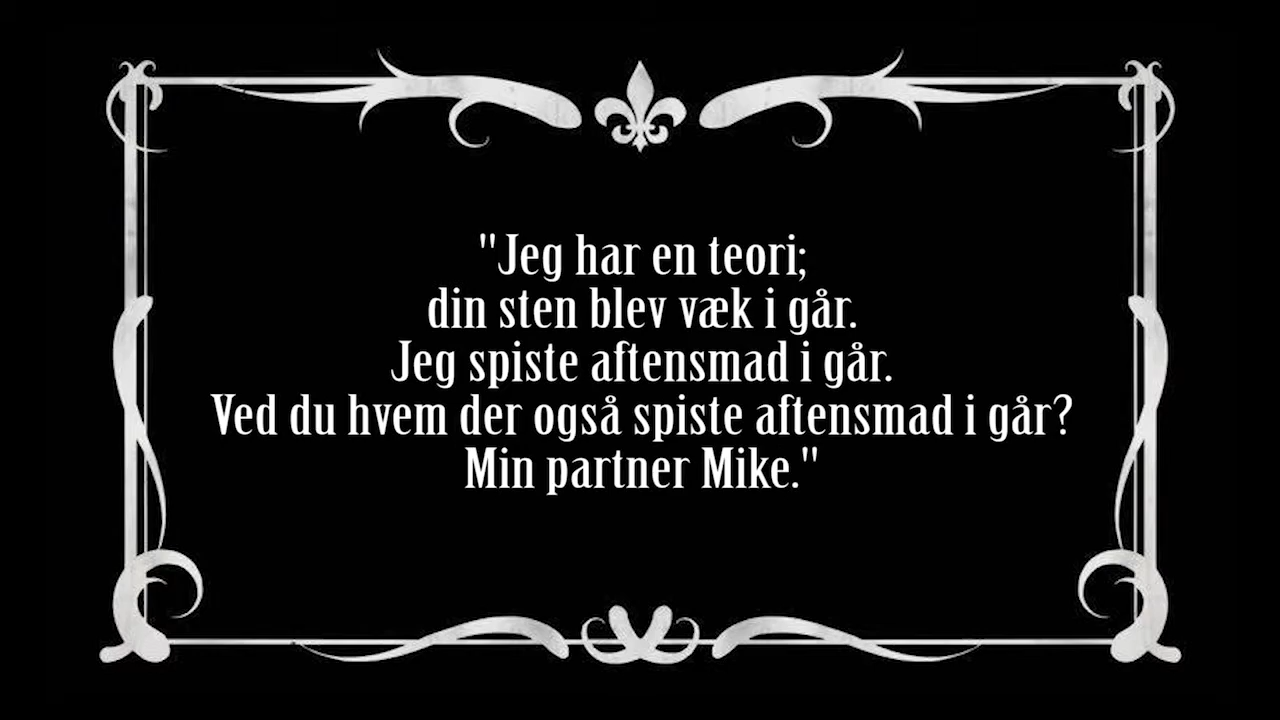 "Jeg har en teori;
din sten blev væk i går.
Jeg spiste aftensmad i går.
Ved du hvem der også spiste aftensmad i går?
Min partner Mike."